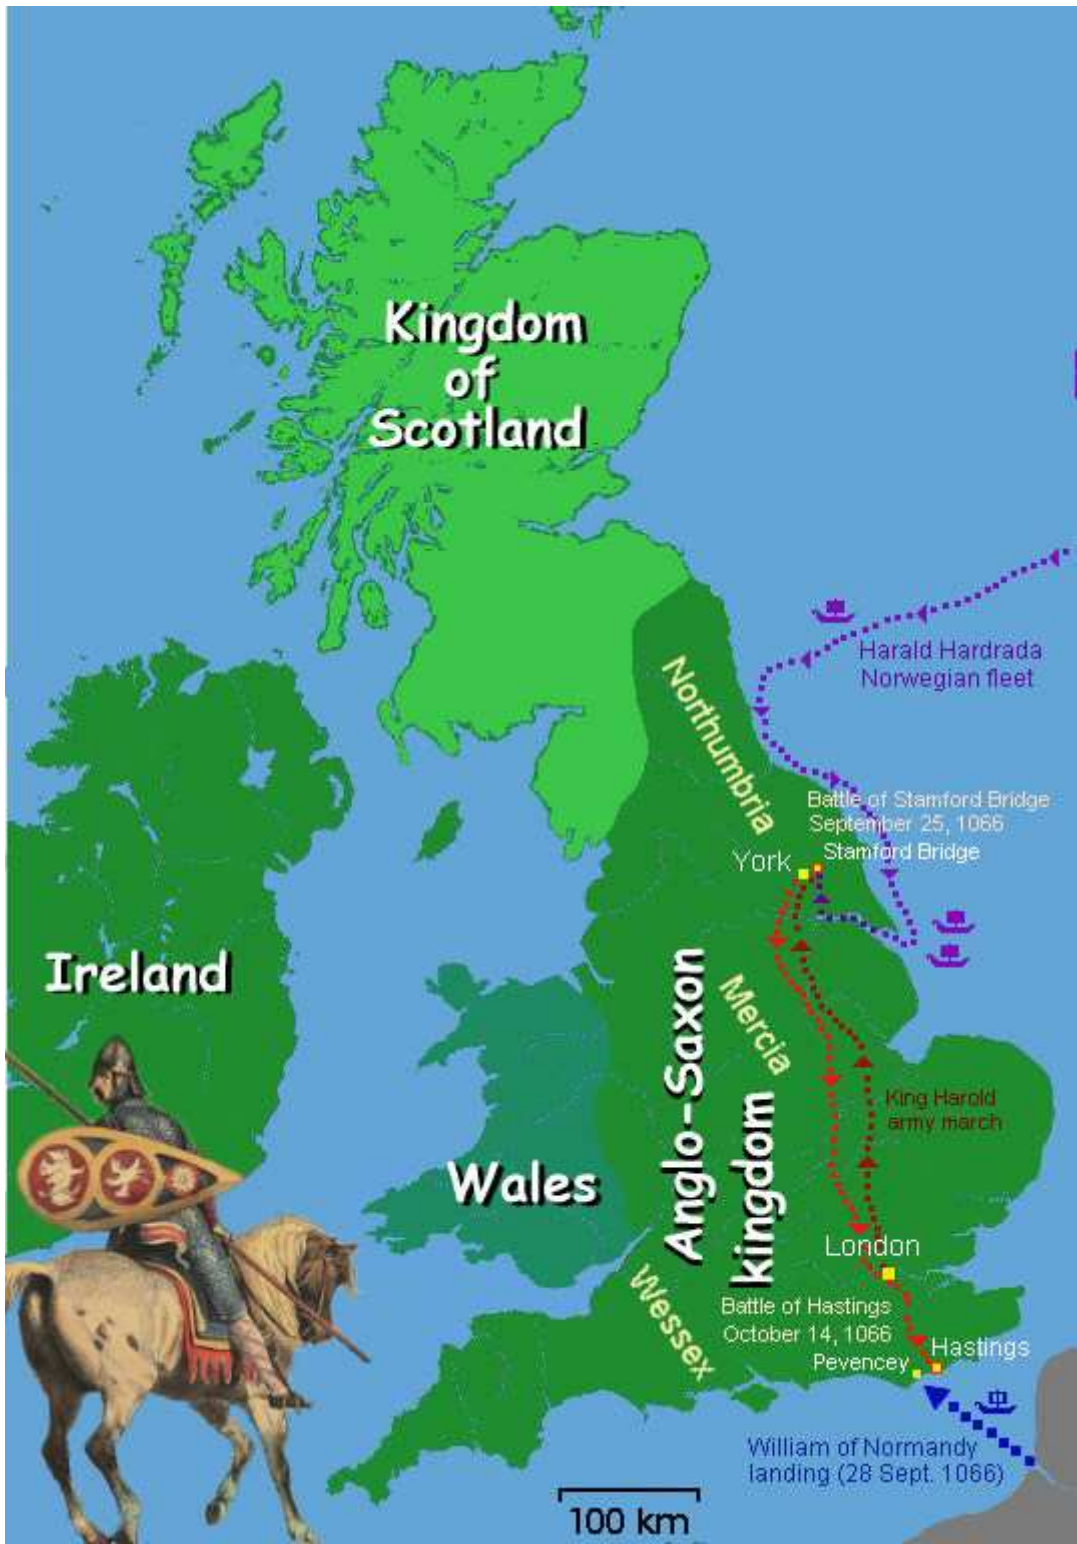 Kingdom
of
Scotland
Harald Hardrada
Norwegian fleet
Northumbria
Battle of Stamford Bridge
September 25, 1066
Stamford Bridge
York
Ireland
Anglo-Saxon
kingdom
Mercia
King Harold
army march
Wales
London
Wessex
Battle of Hastings
October 14, 1066
Hastings
Pevencey
William of Normandy
landing (28 Sept. 1066)
100 km